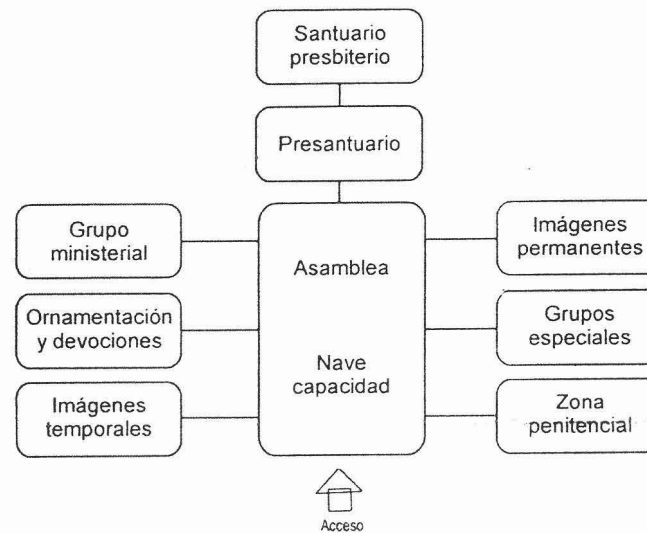 Santuario
presbiterio
Presantuario
Grupo
ministerial
Ornamentación
y devociones
Imágenes
temporales
Asamblea
Nave
capacidad
Imágenes
permanentes
Grupos
especiales
Zona
penitencial
Acceso